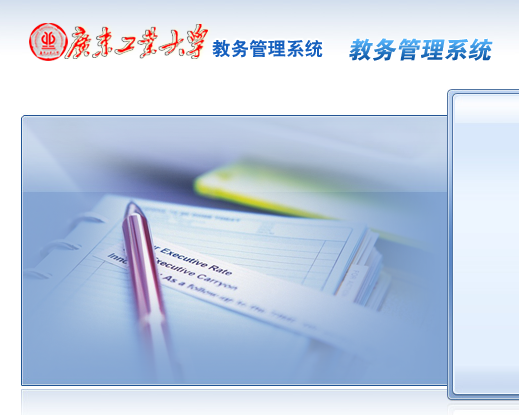 广东工业大学 教务管理系统 教务管理系统
Executive Rate
Executive Carryon
As a follow-up to the